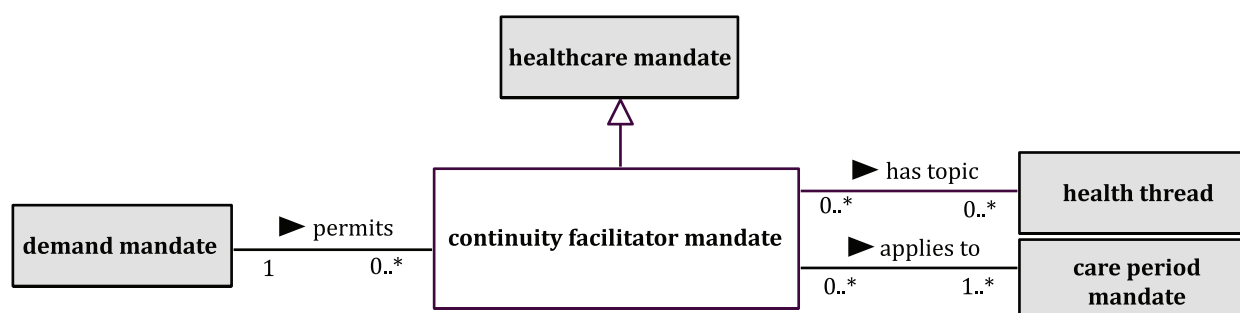 healthcare mandate
demand mandate
► permits
1
0..*
continuity facilitator mandate
► has topic
0..*
0..*
health thread
► applies to
0..*
1..*
care period
mandate